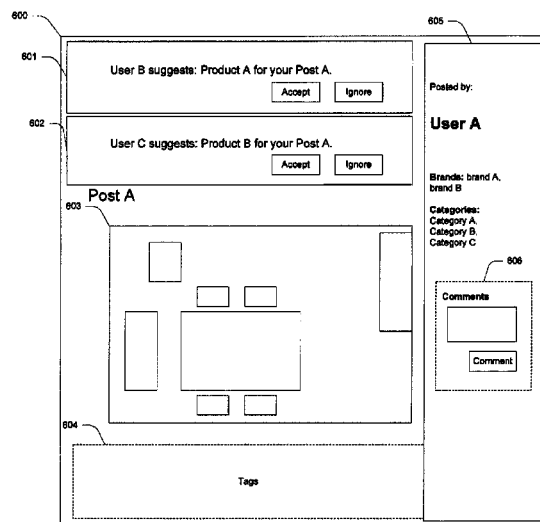 600
601
User B suggests: Product A for your Post A.
Accept Ignore
602
User C suggests: Product B for your Post A.
Accept Ignore
Post A
603
604
Tags
605
Posted by:
User A
Brands: brand A,
brand B
Categories:
Category A,
Category B,
Category C
606
Comments
Comment